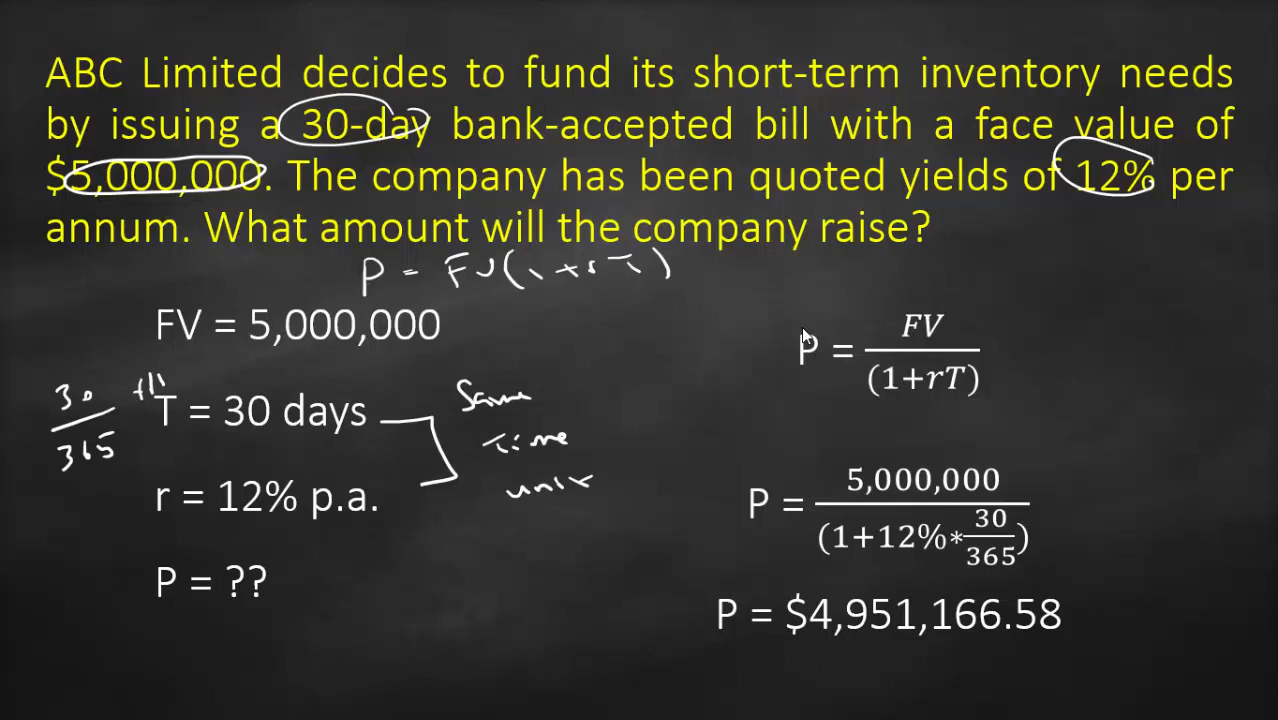 ABC Limited decides to fund its short-term inventory needs
by issuing a 30-day bank-accepted bill with a face value of
$5,000,000. The company has been quoted yields of 12% per
annum. What amount will the company raise?
P = FV(1+rT)
FV = 5,000,000
P = FV/(1+rT)
30/365
T = 30 days
Same
Time
unit
r = 12% p.a.
P = 5,000,000/(1+12%*30/365)
P = ??
P = $4,951,166.58